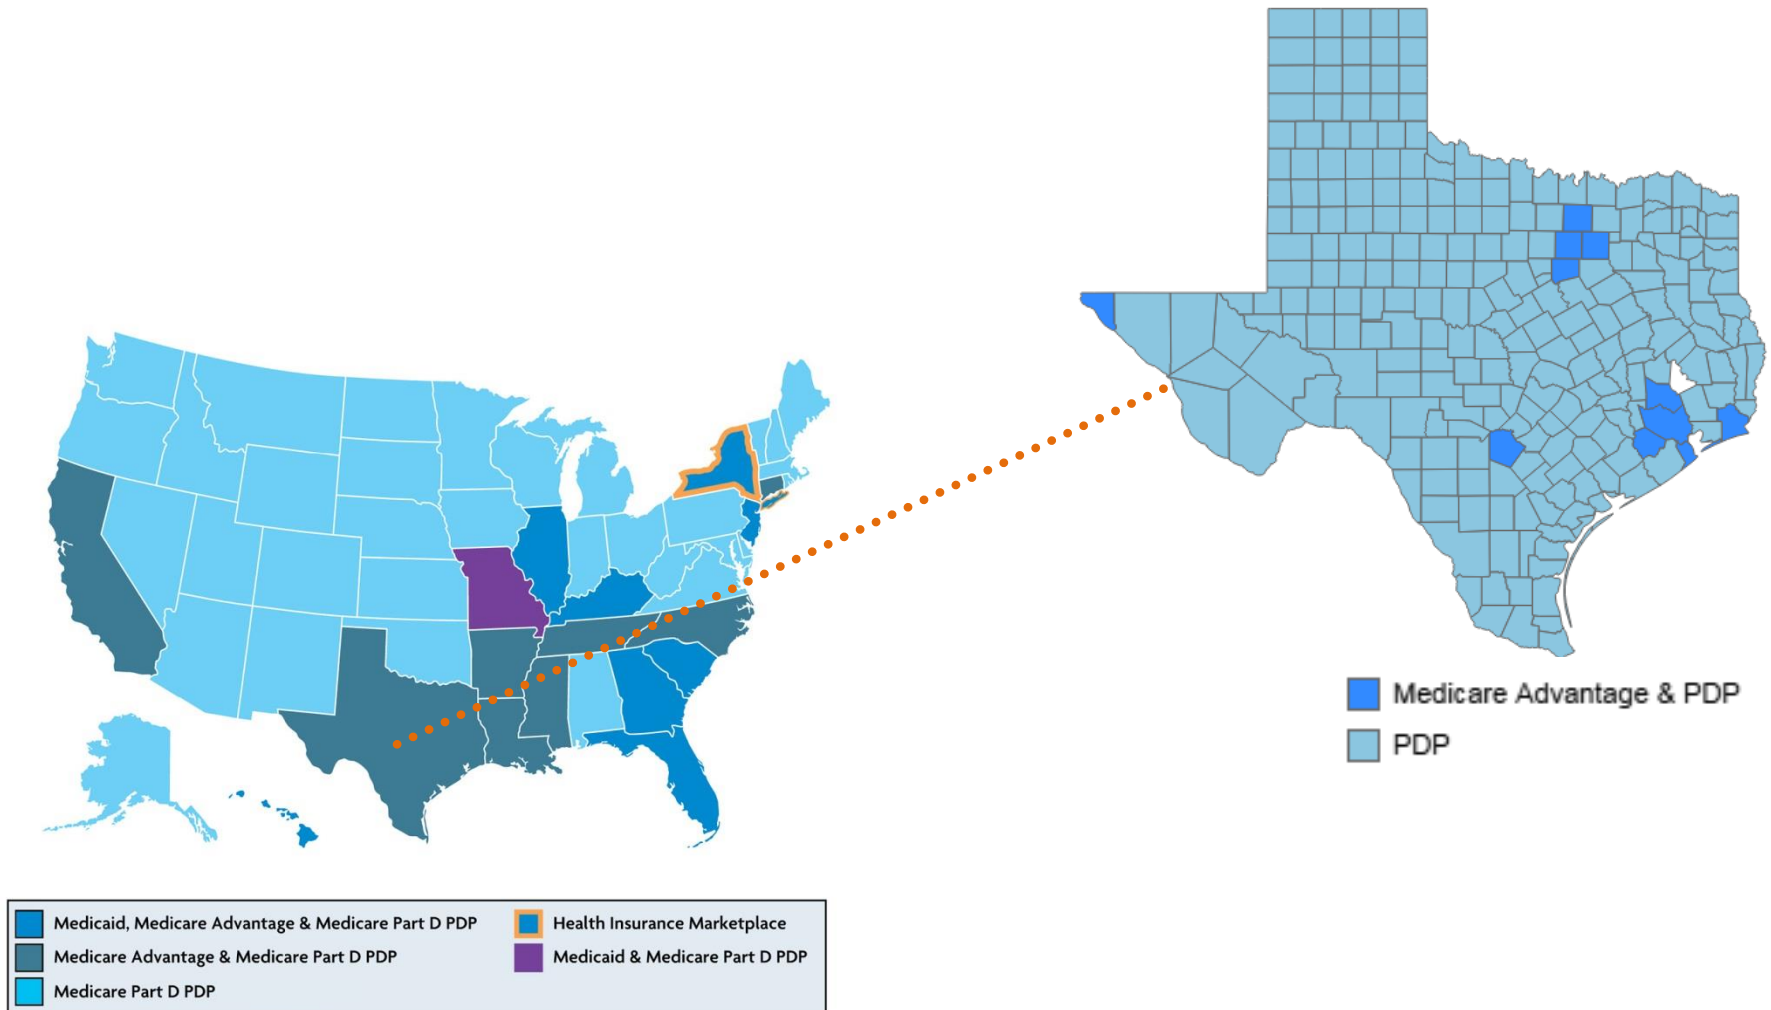 Medicare Advantage & PDP
PDP
Medicaid, Medicare Advantage & Medicare Part D PDP
Medicare Advantage & Medicare Part D PDP
Medicare Part D PDP
Health Insurance Marketplace
Medicaid & Medicare Part D PDP